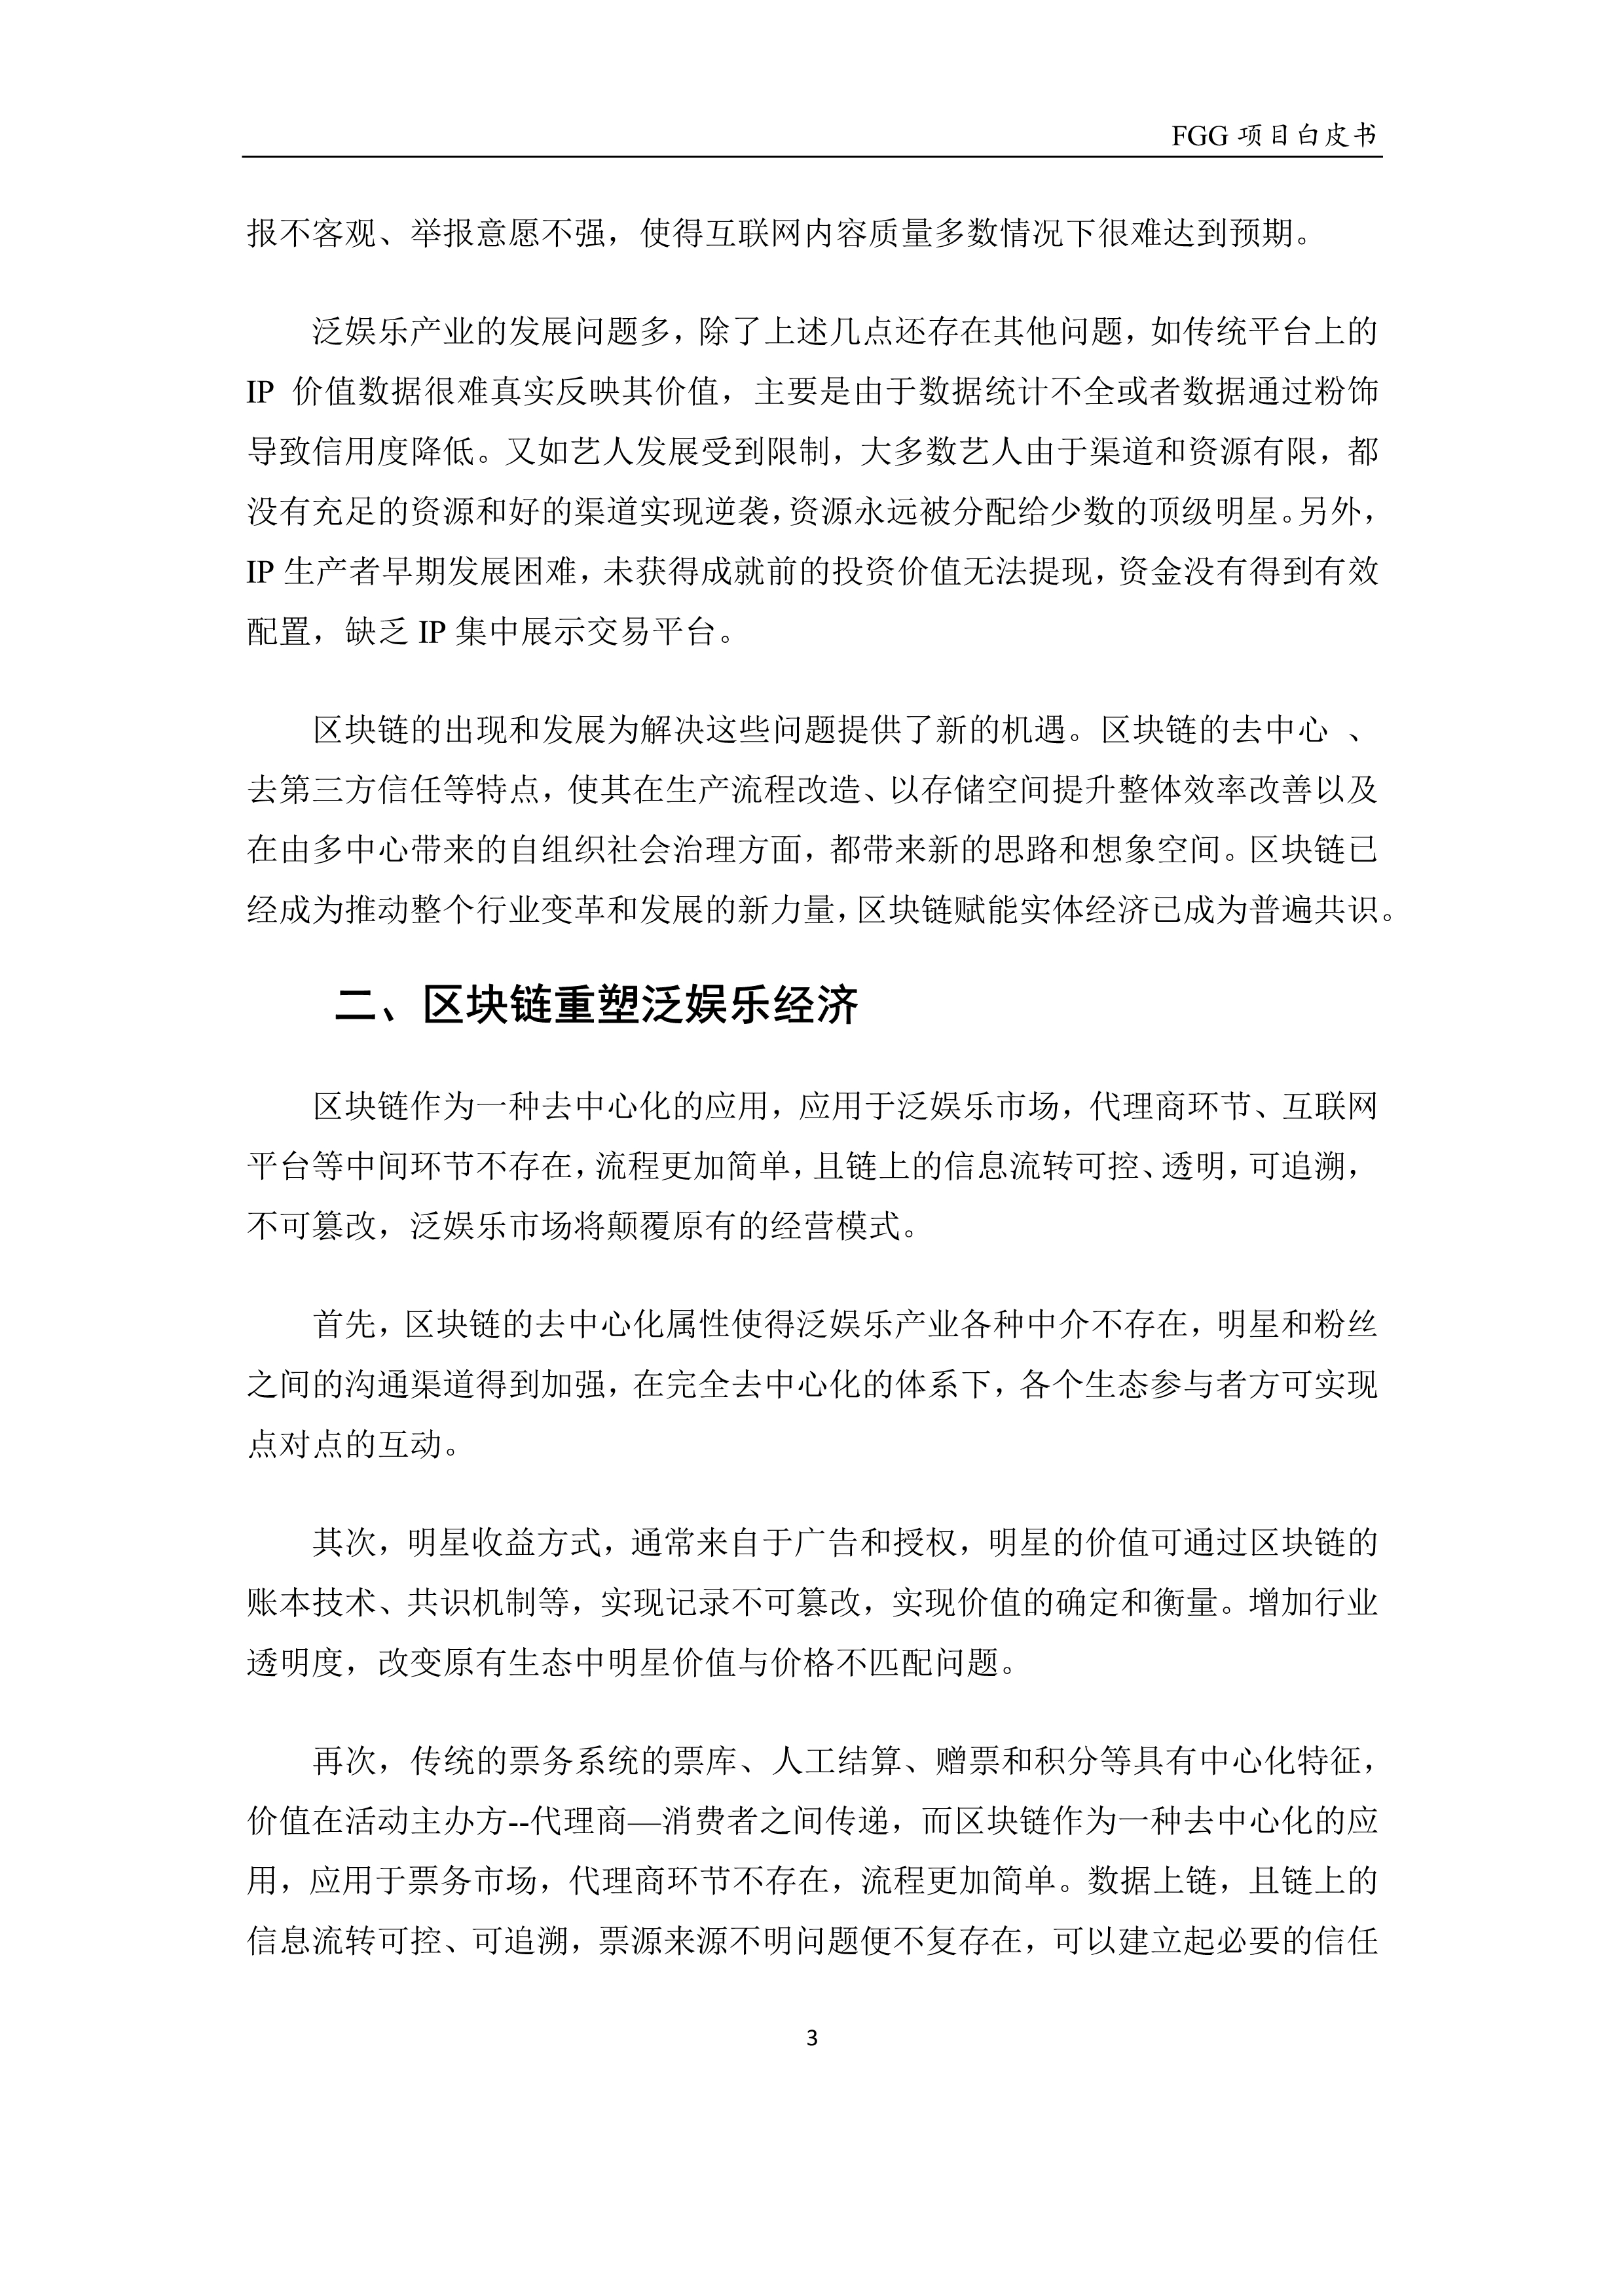 FGG 项目白皮书
报不客观、举报意愿不强，使得互联网内容质量多数情况下很难达到预期。
泛娱乐产业的发展问题多，除了上述几点还存在其他问题，如传统平台上的
IP 价值数据很难真实反映其价值，主要是由于数据统计不全或者数据通过粉饰
导致信用度降低。又如艺人发展受到限制，大多数艺人由于渠道和资源有限，都
没有充足的资源和好的渠道实现逆袭，资源永远被分配给少数的顶级明星。另外，
IP 生产者早期发展困难，未获得成就前的投资价值无法提现，资金没有得到有效
配置，缺乏 IP 集中展示交易平台。
区块链的出现和发展为解决这些问题提供了新的机遇。区块链的去中心 、
去第三方信任等特点，使其在生产流程改造、以存储空间提升整体效率改善以及
在由多中心带来的自组织社会治理方面，都带来新的思路和想象空间。区块链已
经成为推动整个行业变革和发展的新力量，区块链赋能实体经济已成为普遍共识。
二、区块链重塑泛娱乐经济
区块链作为一种去中心化的应用，应用于泛娱乐市场，代理商环节、互联网
平台等中间环节不存在，流程更加简单，且链上的信息流转可控、透明，可追溯，
不可篡改，泛娱乐市场将颠覆原有的经营模式。
首先，区块链的去中心化属性使得泛娱乐产业各种中介不存在，明星和粉丝
之间的沟通渠道得到加强，在完全去中心化的体系下，各个生态参与者方可实现
点对点的互动。
其次，明星收益方式，通常来自于广告和授权，明星的价值可通过区块链的
账本技术、共识机制等，实现记录不可篡改，实现价值的确定和衡量。增加行业
透明度，改变原有生态中明星价值与价格不匹配问题。
再次，传统的票务系统的票库、人工结算、赠票和积分等具有中心化特征，
价值在活动主办方--代理商—消费者之间传递，而区块链作为一种去中心化的应
用，应用于票务市场，代理商环节不存在，流程更加简单。数据上链，且链上的
信息流转可控、可追溯，票源来源不明问题便不复存在，可以建立起必要的信任
3